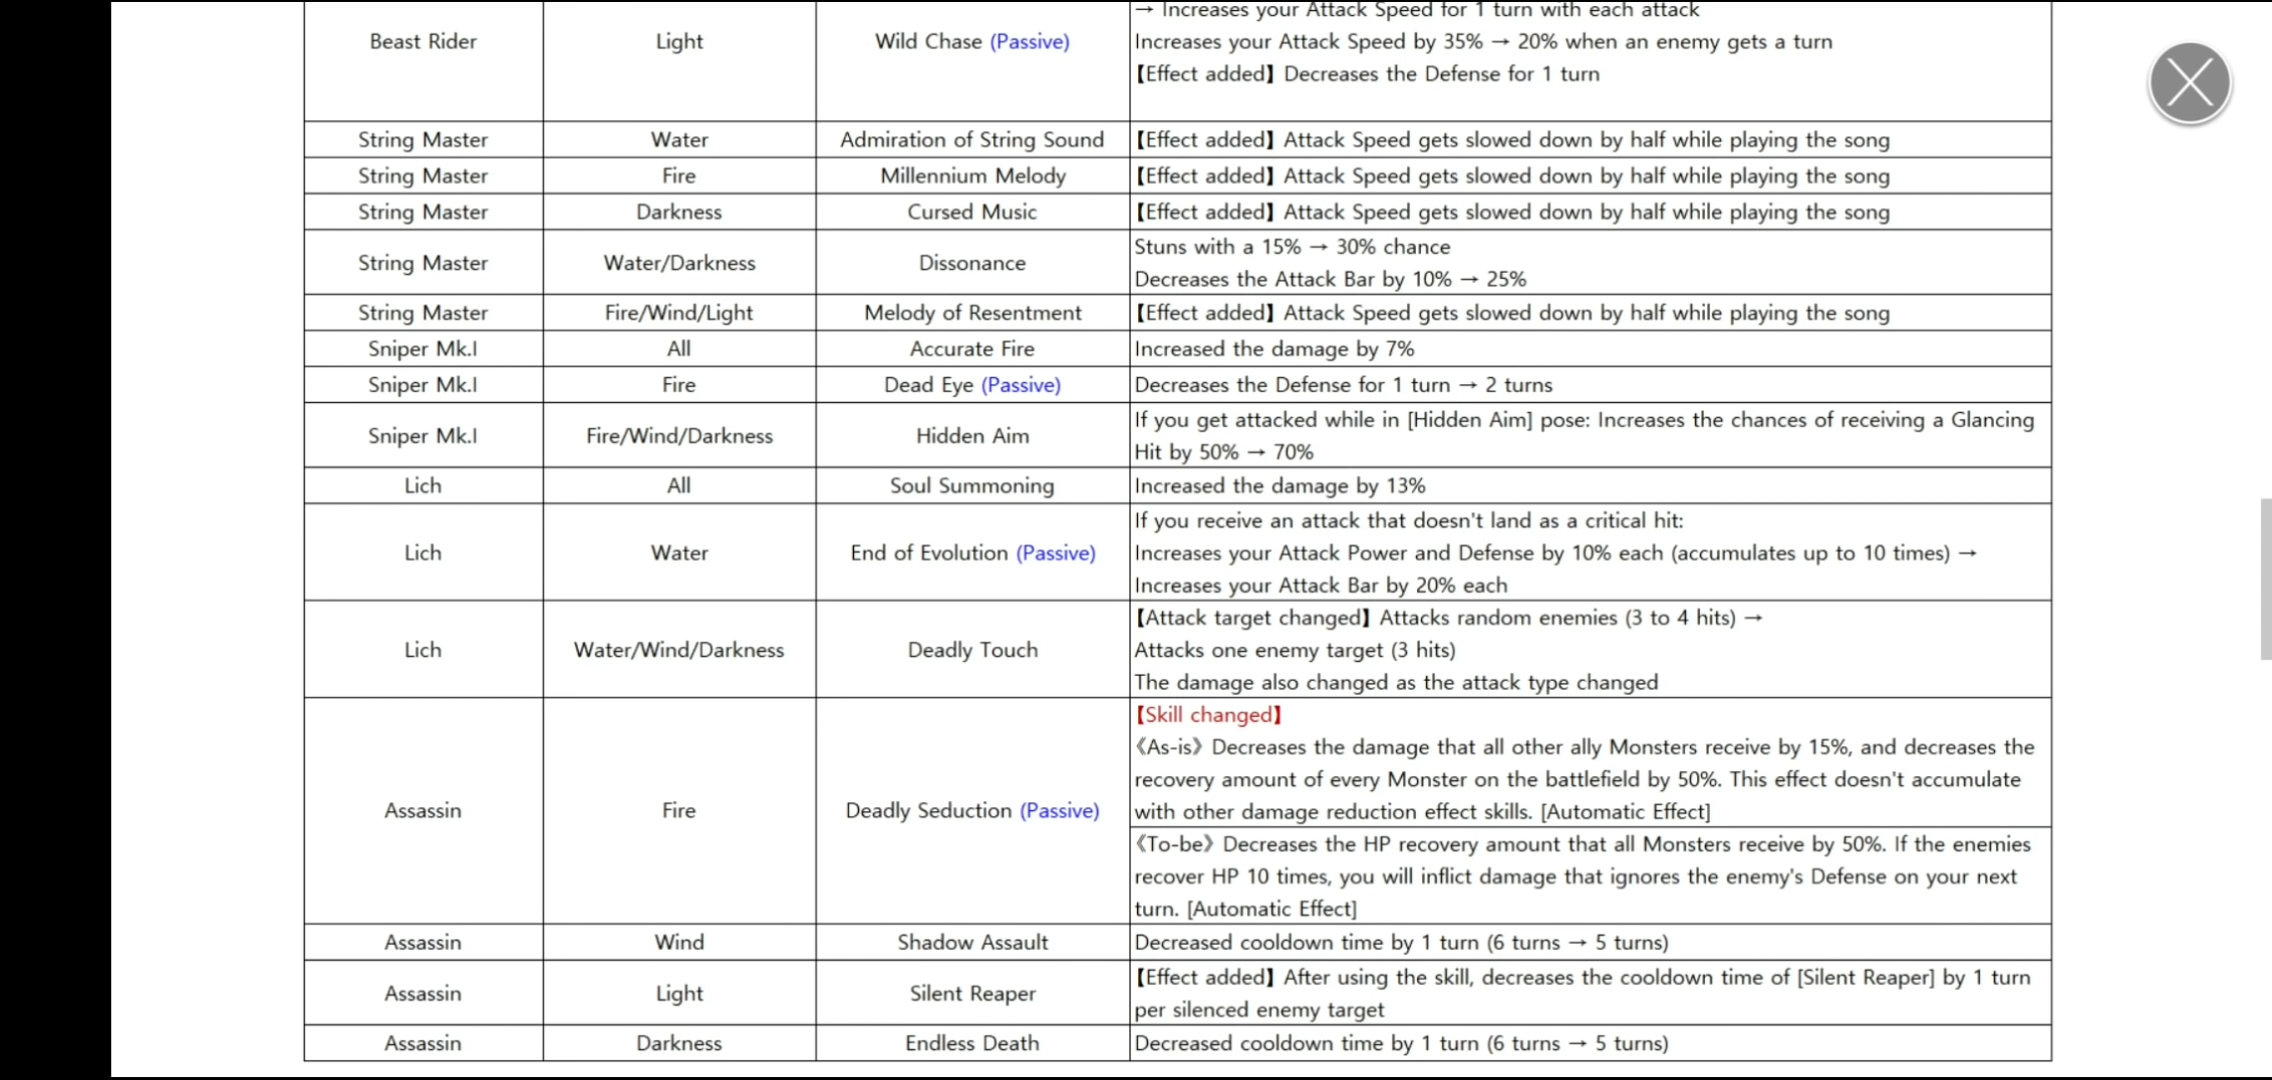 → Increases your Attack Speed for 1 turn with each attack
Beast Rider Light Wild Chase (Passive) Increases your Attack Speed by 35% → 20% when an enemy gets a turn
【Effect added】 Decreases the Defense for 1 turn
String Master Water Admiration of String Sound 【Effect added】 Attack Speed gets slowed down by half while playing the song
String Master Fire Millennium Melody 【Effect added】 Attack Speed gets slowed down by half while playing the song
String Master Darkness Cursed Music 【Effect added】 Attack Speed gets slowed down by half while playing the song
String Master Water/Darkness Dissonance
Stuns with a 15% → 30% chance
Decreases the Attack Bar by 10% → 25%
String Master Fire/Wind/Light Melody of Resentment 【Effect added】 Attack Speed gets slowed down by half while playing the song
Sniper Mk.I All Accurate Fire Increased the damage by 7%
Sniper Mk.I Fire Dead Eye (Passive) Decreases the Defense for 1 turn → 2 turns
Sniper Mk.I Fire/Wind/Darkness Hidden Aim
If you get attacked while in [Hidden Aim] pose: Increases the chances of receiving a Glancing
Hit by 50% → 70%
Lich All Soul Summoning Increased the damage by 13%
Lich Water End of Evolution (Passive)
If you receive an attack that doesn't land as a critical hit:
Increases your Attack Power and Defense by 10% each (accumulates up to 10 times) →
Increases your Attack Bar by 20% each
Lich Water/Wind/Darkness Deadly Touch
【Attack target changed】 Attacks random enemies (3 to 4 hits) →
Attacks one enemy target (3 hits)
The damage also changed as the attack type changed
Assassin Fire Deadly Seduction (Passive)
【Skill changed】
《As-is》 Decreases the damage that all other ally Monsters receive by 15%, and decreases the
recovery amount of every Monster on the battlefield by 50%. This effect doesn't accumulate
with other damage reduction effect skills. [Automatic Effect]
《To-be》 Decreases the HP recovery amount that all Monsters receive by 50%. If the enemies
recover HP 10 times, you will inflict damage that ignores the enemy's Defense on your next
turn. [Automatic Effect]
Assassin Wind Shadow Assault Decreased cooldown time by 1 turn (6 turns → 5 turns)
Assassin Light Silent Reaper
【Effect added】 After using the skill, decreases the cooldown time of [Silent Reaper] by 1 turn
per silenced enemy target
Assassin Darkness Endless Death Decreased cooldown time by 1 turn (6 turns → 5 turns)